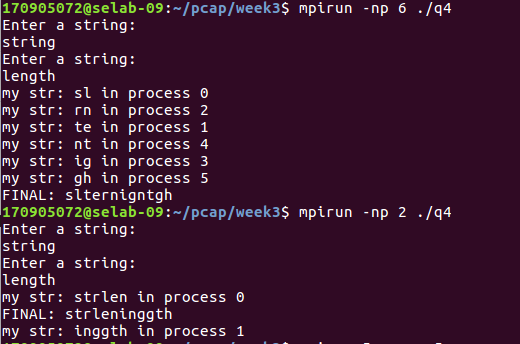 170905072@selab-09:~/pcap/week3$ mpirun -np 6 ./q4
Enter a string:
string
Enter a string:
length
my str: sl in process 0
my str: rn in process 2
my str: te in process 1
my str: nt in process 4
my str: ig in process 3
my str: gh in process 5
FINAL: slternigntgh
170905072@selab-09:~/pcap/week3$ mpirun -np 2 ./q4
Enter a string:
string
Enter a string:
length
my str: strlen in process 0
FINAL: strleninggth
my str: inggth in process 1